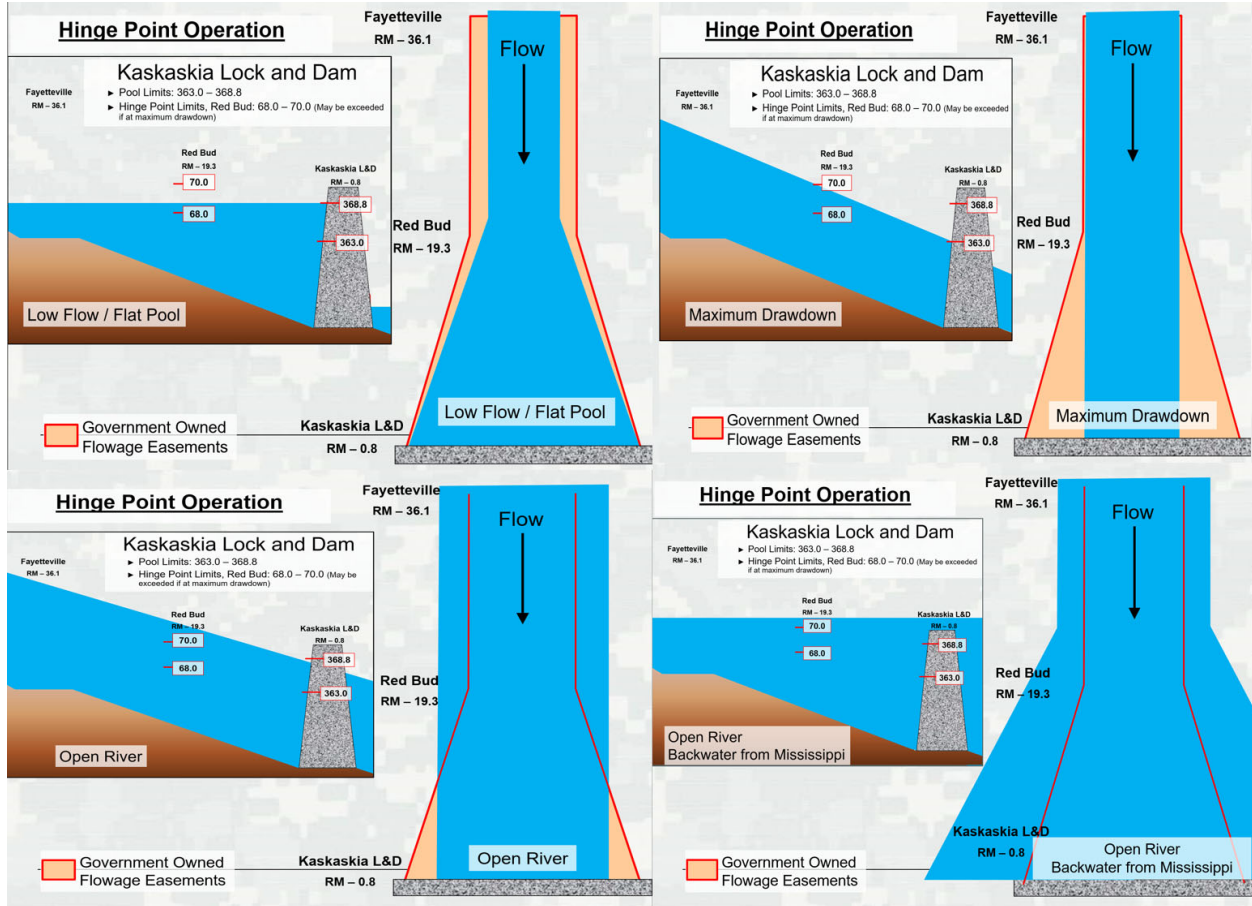 Hinge Point Operation
Fayetteville
RM – 36.1
Flow
Kaskaskia Lock and Dam
► Pool Limits: 363.0 – 368.8
► Hinge Point Limits, Red Bud: 68.0 – 70.0 (May be exceeded
if at maximum drawdown)
Fayetteville
RM – 36.1
Red Bud
RM – 19.3
70.0
68.0
Kaskaskia L&D
RM – 0.8
368.8
363.0
Low Flow / Flat Pool
Red Bud
RM – 19.3
Low Flow / Flat Pool
Government Owned
Flowage Easements
Kaskaskia L&D
RM – 0.8
Hinge Point Operation
Fayetteville
RM – 36.1
Flow
Kaskaskia Lock and Dam
► Pool Limits: 363.0 – 368.8
► Hinge Point Limits, Red Bud: 68.0 – 70.0 (May be exceeded
if at maximum drawdown)
Fayetteville
RM – 36.1
Red Bud
RM – 19.3
70.0
68.0
Kaskaskia L&D
RM – 0.8
368.8
363.0
Maximum Drawdown
Red Bud
RM – 19.3
Maximum Drawdown
Government Owned
Flowage Easements
Kaskaskia L&D
RM – 0.8
Hinge Point Operation
Fayetteville
RM – 36.1
Flow
Kaskaskia Lock and Dam
► Pool Limits: 363.0 – 368.8
► Hinge Point Limits, Red Bud: 68.0 – 70.0 (May be
exceeded if at maximum drawdown)
Fayetteville
RM – 36.1
Red Bud
RM – 19.3
70.0
68.0
Kaskaskia L&D
RM – 0.8
368.8
363.0
Open River
Red Bud
RM – 19.3
Open River
Government Owned
Flowage Easements
Kaskaskia L&D
RM – 0.8
Hinge Point Operation
Fayetteville
RM – 36.1
Flow
Kaskaskia Lock and Dam
► Pool Limits: 363.0 – 368.8
► Hinge Point Limits, Red Bud: 68.0 – 70.0 (May be exceeded
if at maximum drawdown)
Fayetteville
RM – 36.1
Red Bud
RM – 19.3
70.0
68.0
Kaskaskia L&D
RM – 0.8
368.8
363.0
Open River
Backwater from Mississippi
Red Bud
RM – 19.3
Open River
Backwater from Mississippi
Government Owned
Flowage Easements
Kaskaskia L&D
RM – 0.8